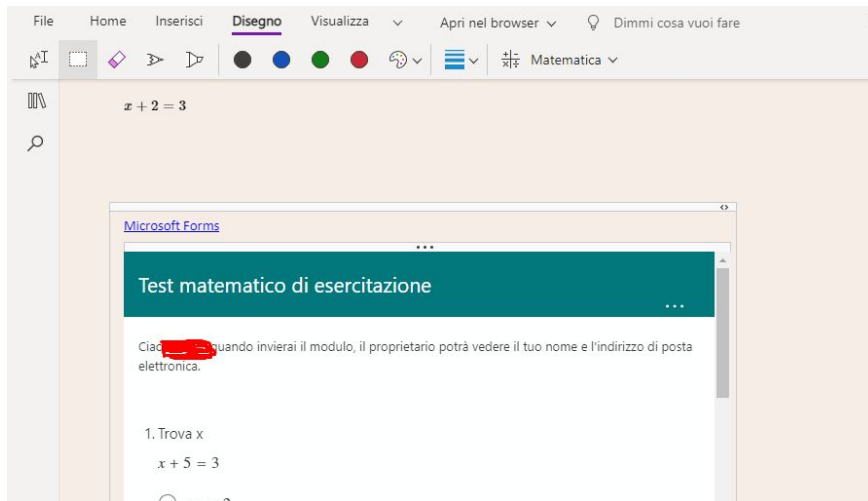 File Home Inserisci Disegno Visualizza Apri nel browser Dimmi cosa vuoi fare
Matematica
x + 2 = 3
Microsoft Forms
Test matematico di esercitazione
Ciao quando invierai il modulo, il proprietario potrà vedere il tuo nome e l'indirizzo di posta
elettronica.
1. Trova x
x + 5 = 3